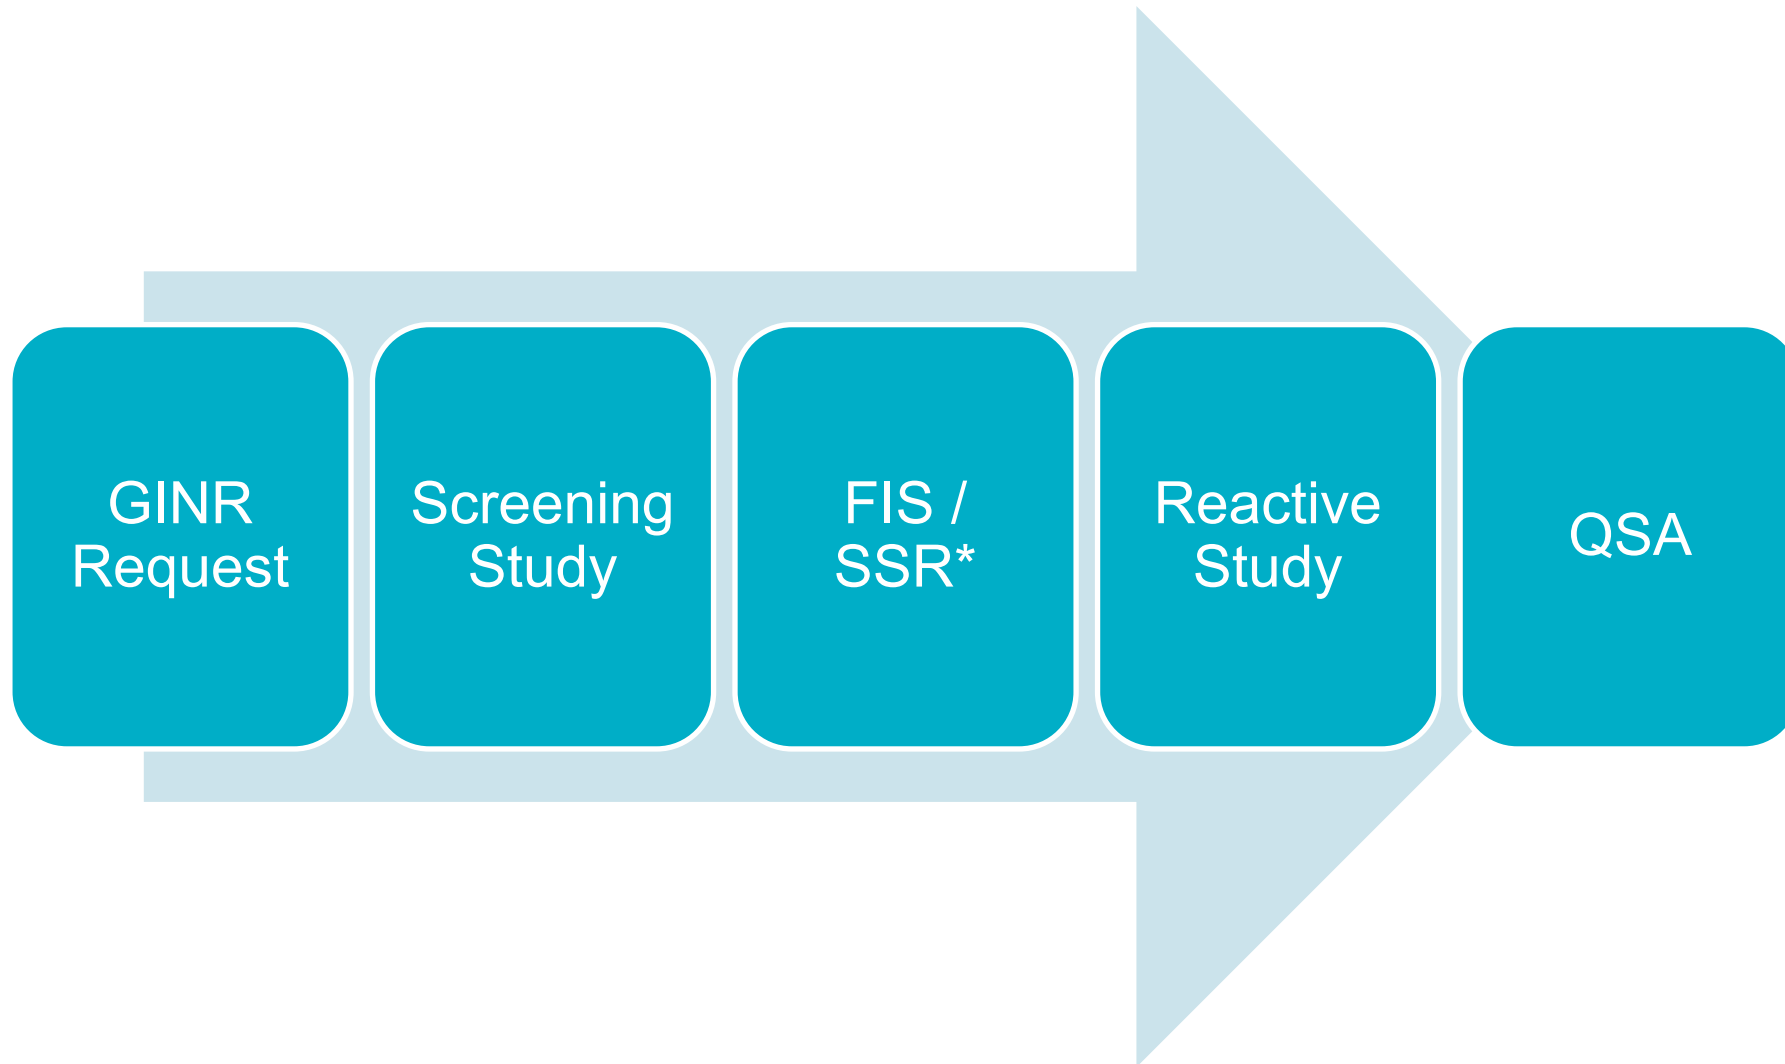 GINR
Request
Screening
Study
FIS /
SSR*
Reactive
Study
QSA